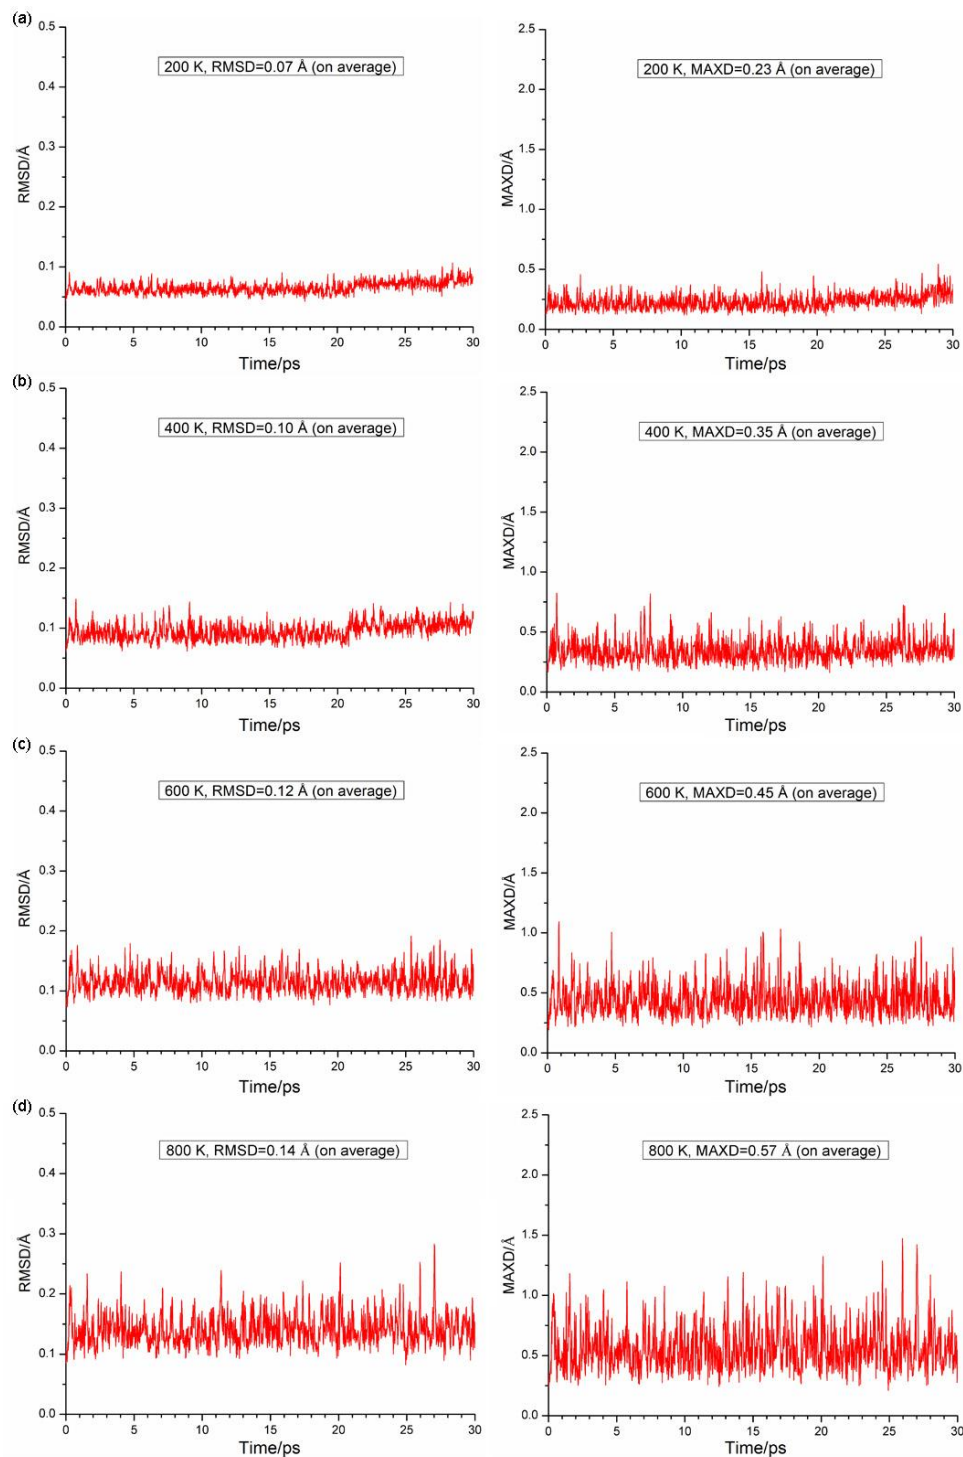 (a)
0.5
0.4
0.3
0.2
0.1
0.0
RMSD/Å
200 K, RMSD=0.07 Å (on average)
0 5 10 15 20 25 30
Time/ps
2.5
2.0
1.5
1.0
0.5
0.0
MAXD/Å
200 K, MAXD=0.23 Å (on average)
0 5 10 15 20 25 30
Time/ps
(b)
0.5
0.4
0.3
0.2
0.1
0.0
RMSD/Å
400 K, RMSD=0.10 Å (on average)
0 5 10 15 20 25 30
Time/ps
2.5
2.0
1.5
1.0
0.5
0.0
MAXD/Å
400 K, MAXD=0.35 Å (on average)
0 5 10 15 20 25 30
Time/ps
(c)
0.5
0.4
0.3
0.2
0.1
0.0
RMSD/Å
600 K, RMSD=0.12 Å (on average)
0 5 10 15 20 25 30
Time/ps
2.5
2.0
1.5
1.0
0.5
0.0
MAXD/Å
600 K, MAXD=0.45 Å (on average)
0 5 10 15 20 25 30
Time/ps
(d)
0.5
0.4
0.3
0.2
0.1
0.0
RMSD/Å
800 K, RMSD=0.14 Å (on average)
0 5 10 15 20 25 30
Time/ps
2.5
2.0
1.5
1.0
0.5
0.0
MAXD/Å
800 K, MAXD=0.57 Å (on average)
0 5 10 15 20 25 30
Time/ps